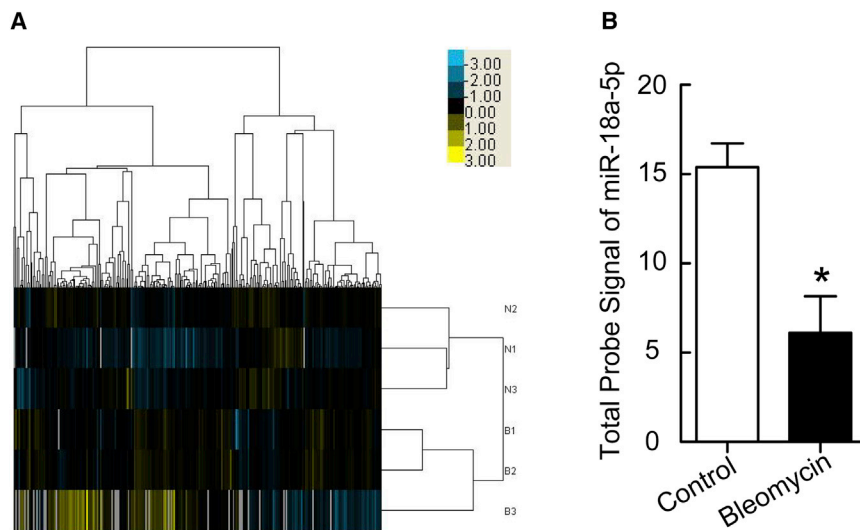 A
-3.00
-2.00
-1.00
0.00
1.00
2.00
3.00
N2
N1
N3
B1
B2
B3
B
Total Probe Signal of miR-18a-5p
20
15
10
5
0
*
Control
Bleomycin